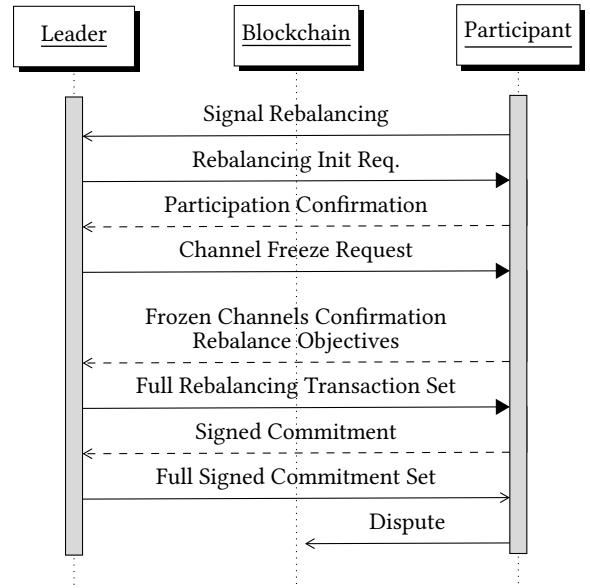 Leader
Blockchain
Participant
Signal Rebalancing
Rebalancing Init Req.
Participation Confirmation
Channel Freeze Request
Frozen Channels Confirmation
Rebalance Objectives
Full Rebalancing Transaction Set
Signed Commitment
Full Signed Commitment Set
Dispute